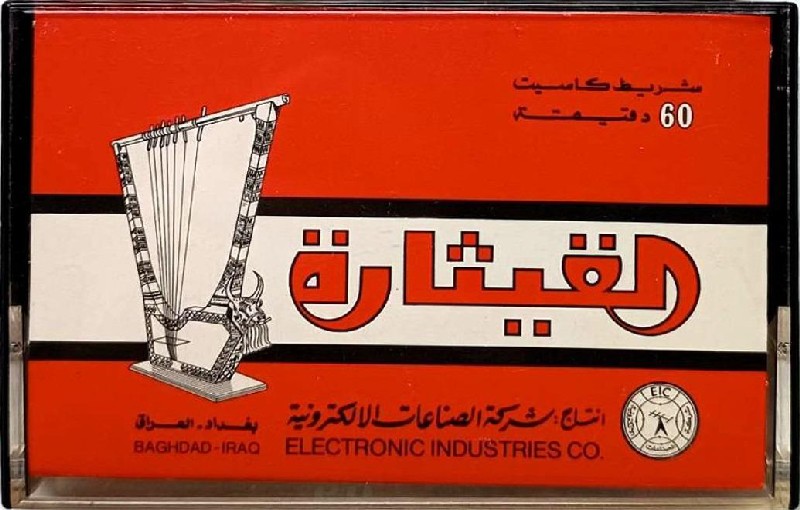 شريط كاسيت
60 دقيقة
القيثارة
انتاج: شركة الصناعات الالكترونية
بغداد - العراق
ELECTRONIC INDUSTRIES CO.
BAGHDAD - IRAQ
EIC